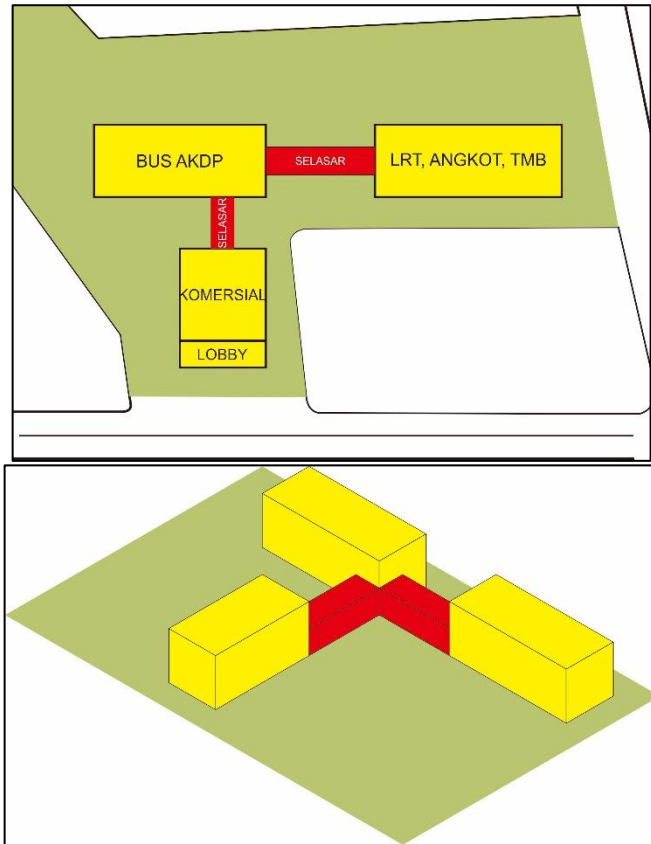 BUS AKDP
SELASAR
LRT, ANGKOT, TMB
SELASAR
KOMERSIAL
LOBBY